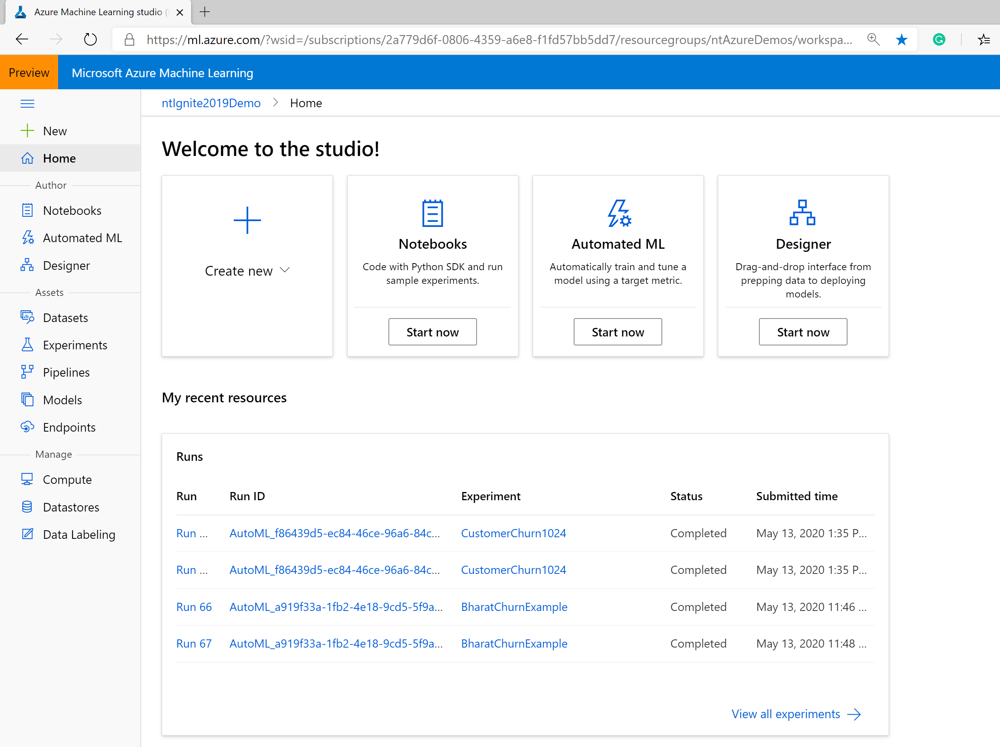 Azure Machine Learning studio (
https://ml.azure.com/?wsid=/subscriptions/2a779d6f-0806-4359-a6e8-f1fd57bb5dd7/resourcegroups/ntAzureDemos/workspa...
Preview
Microsoft Azure Machine Learning
ntIgnite2019Demo > Home
New
Home
Author
Notebooks
Automated ML
Designer
Assets
Datasets
Experiments
Pipelines
Models
Endpoints
Manage
Compute
Datastores
Data Labeling
Welcome to the studio!
Create new
Notebooks
Code with Python SDK and run
sample experiments.
Start now
Automated ML
Automatically train and tune a
model using a target metric.
Start now
Designer
Drag-and-drop interface from
prepping data to deploying
models.
Start now
My recent resources
Runs
Run Run ID Experiment Status Submitted time
Run ... AutoML_f86439d5-ec84-46ce-96a6-84c... CustomerChurn1024 Completed May 13, 2020 1:35 P...
Run ... AutoML_f86439d5-ec84-46ce-96a6-84c... CustomerChurn1024 Completed May 13, 2020 1:35 P...
Run 66 AutoML_a919f33a-1fb2-4e18-9cd5-5f9a... BharatChurnExample Completed May 13, 2020 11:46 ...
Run 67 AutoML_a919f33a-1fb2-4e18-9cd5-5f9a... BharatChurnExample Completed May 13, 2020 11:48 ...
View all experiments